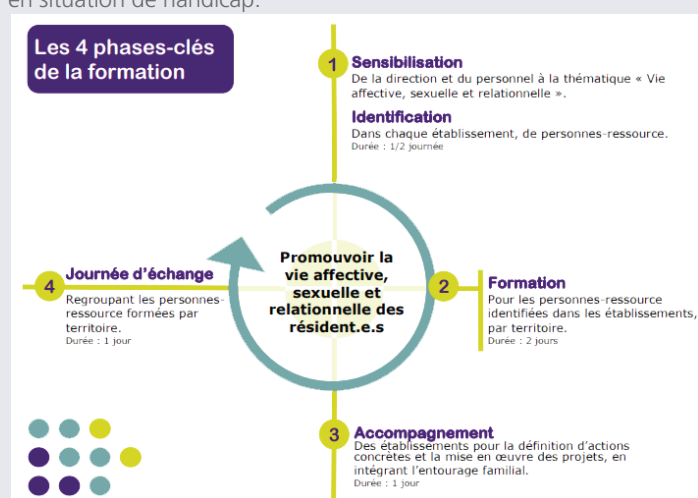 en situation de handicap.
Les 4 phases-clés
de la formation
1
Sensibilisation
De la direction et du personnel à la thématique « Vie
affective, sexuelle et relationnelle ».
Identification
Dans chaque établissement, de personnes-ressource.
Durée : 1/2 journée
Promouvoir la
vie affective,
sexuelle et
relationnelle des
résident.e.s
2
Formation
Pour les personnes-ressource
identifiées dans les établissements,
par territoire.
Durée : 2 jours
3
Accompagnement
Des établissements pour la définition d'actions
concrètes et la mise en œuvre des projets, en
intégrant l'entourage familial.
Durée : 1 jour
4
Journée d'échange
Regroupant les personnes-
ressource formées par
territoire.
Durée : 1 jour